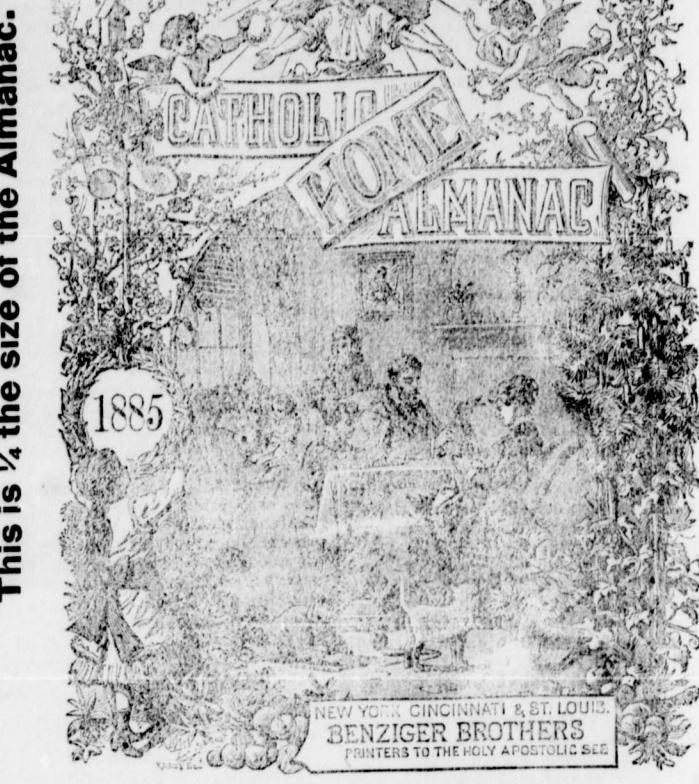 This is ¼ the size of the Almanac.
CATHOLIC
HOME
ALMANAC
1885
NEW YORK CINCINNATI & ST. LOUIS.
BENZIGER BROTHERS
PRINTERS TO THE HOLY APOSTOLIC SEE